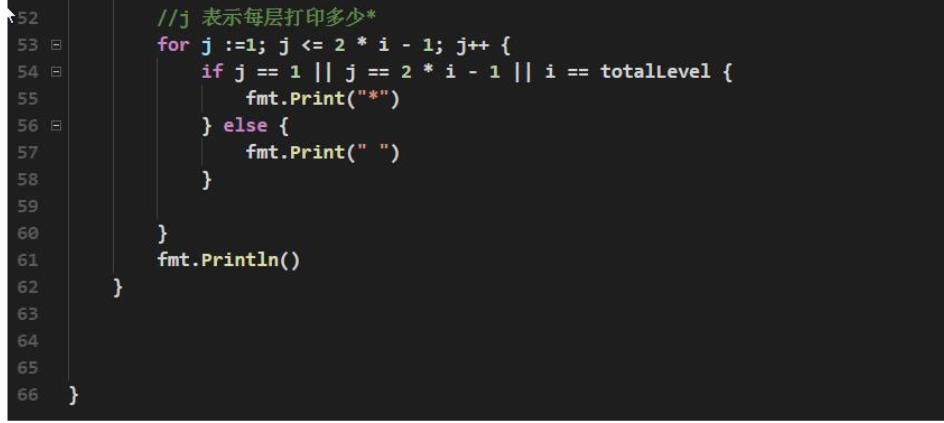 52 //j 表示每层打印多少*
53 for j :=1; j <= 2 * i - 1; j++ {
54 if j == 1 || j == 2 * i - 1 || i == totalLevel {
55 fmt.Print("*")
56 } else {
57 fmt.Print(" ")
58 }
59
60 }
61 fmt.Println()
62 }
63
64
65
66 }